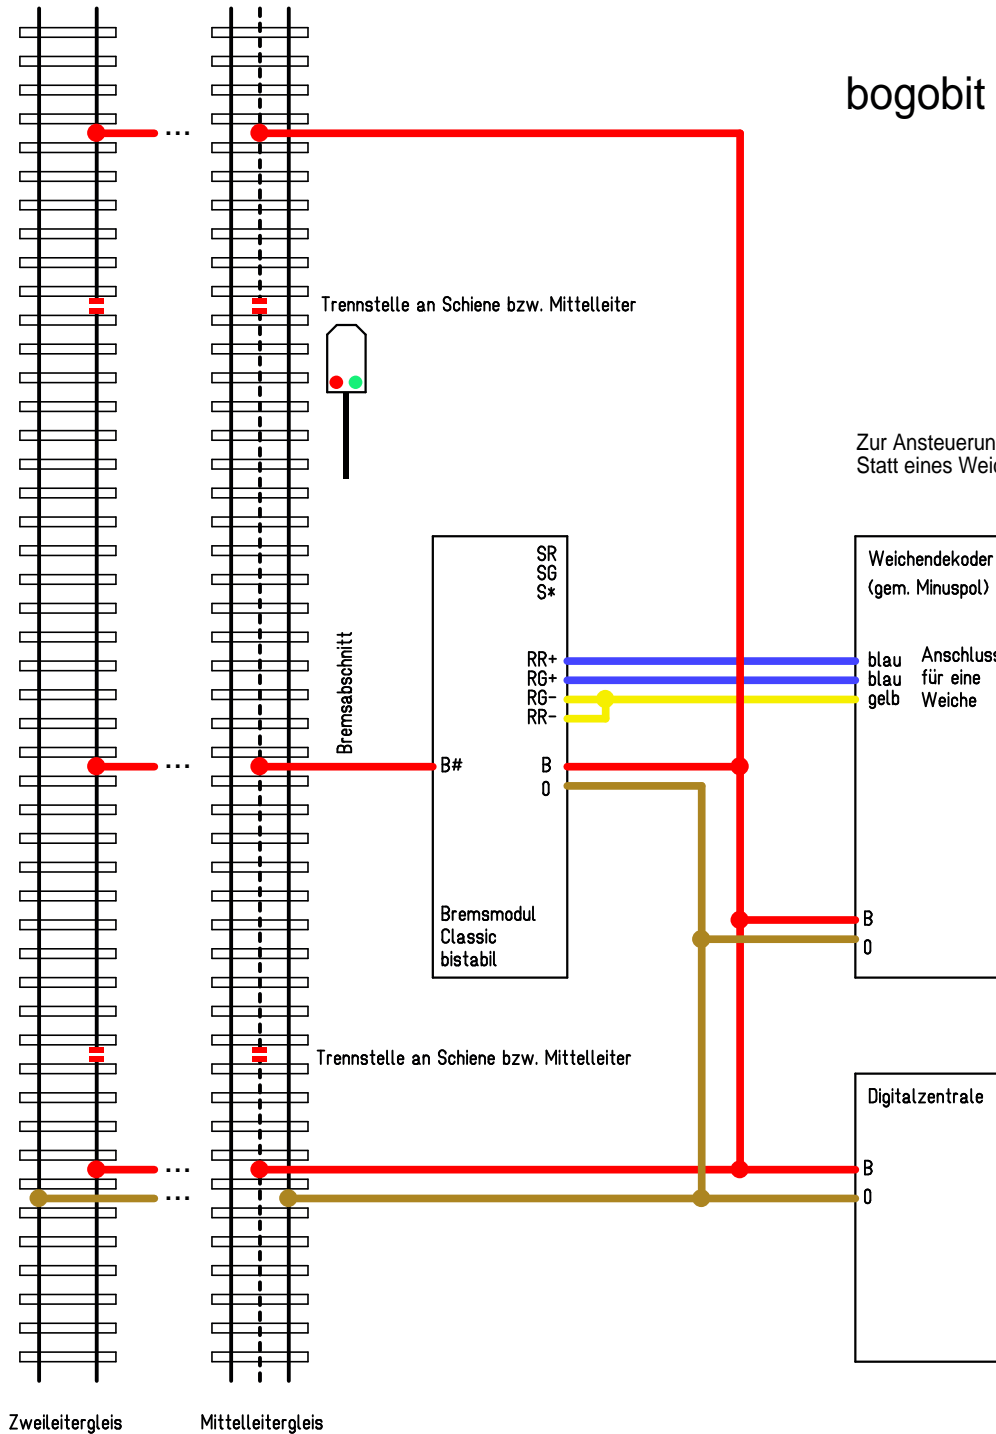 bogobit
...
Trennstelle an Schiene bzw. Mittelleiter
Zur Ansteuerun
Statt eines Weic
SR
SG
S*
Bremsabschnitt
RR+
RG+
RG-
RR-
B#
B
0
Bremsmodul
Classic
bistabil
Weichendekoder
(gem. Minuspol)
blau
blau
gelb
Anschluss
für eine
Weiche
B
0
...
Trennstelle an Schiene bzw. Mittelleiter
Digitalzentrale
B
0
...
...
Zweileitergleis
Mittelleitergleis